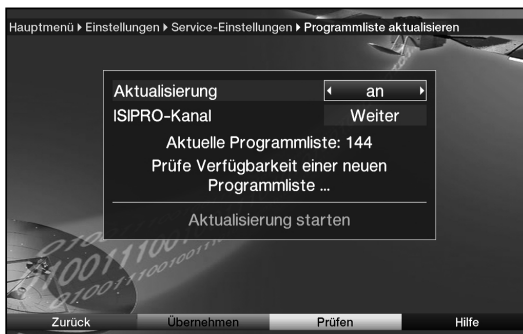 Hauptmenü ▸ Einstellungen ▸ Service-Einstellungen ▸ Programmliste aktualisieren
Aktualisierung an
ISIPRO-Kanal Weiter
Aktuelle Programmliste: 144
Prüfe Verfügbarkeit einer neuen
Programmliste ...
Aktualisierung starten
Zurück Übernehmen Prüfen Hilfe